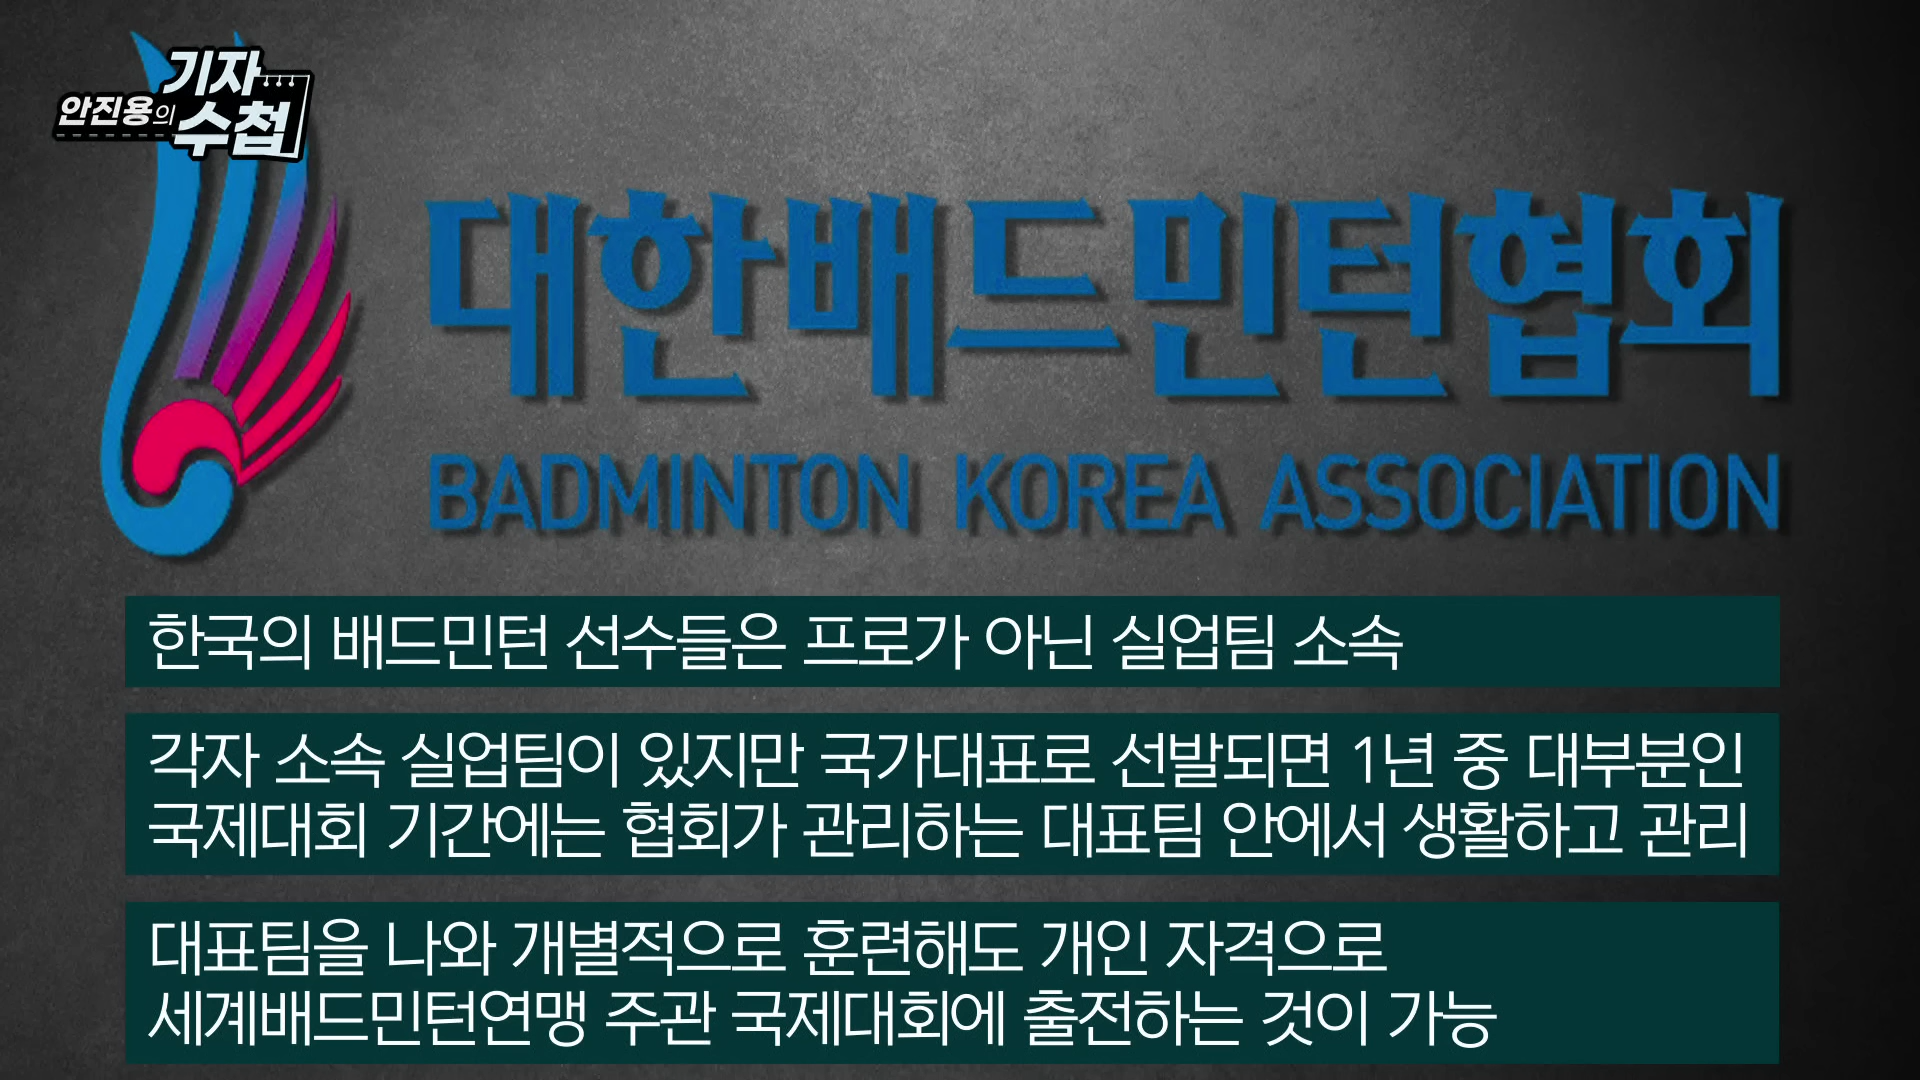 안진용의 기자수첩
대한배드민턴협회
BADMINTON KOREA ASSOCIATION
한국의 배드민턴 선수들은 프로가 아닌 실업팀 소속
각자 소속 실업팀이 있지만 국가대표로 선발되면 1년 중 대부분인
국제대회 기간에는 협회가 관리하는 대표팀 안에서 생활하고 관리
대표팀을 나와 개별적으로 훈련해도 개인 자격으로
세계배드민턴연맹 주관 국제대회에 출전하는 것이 가능